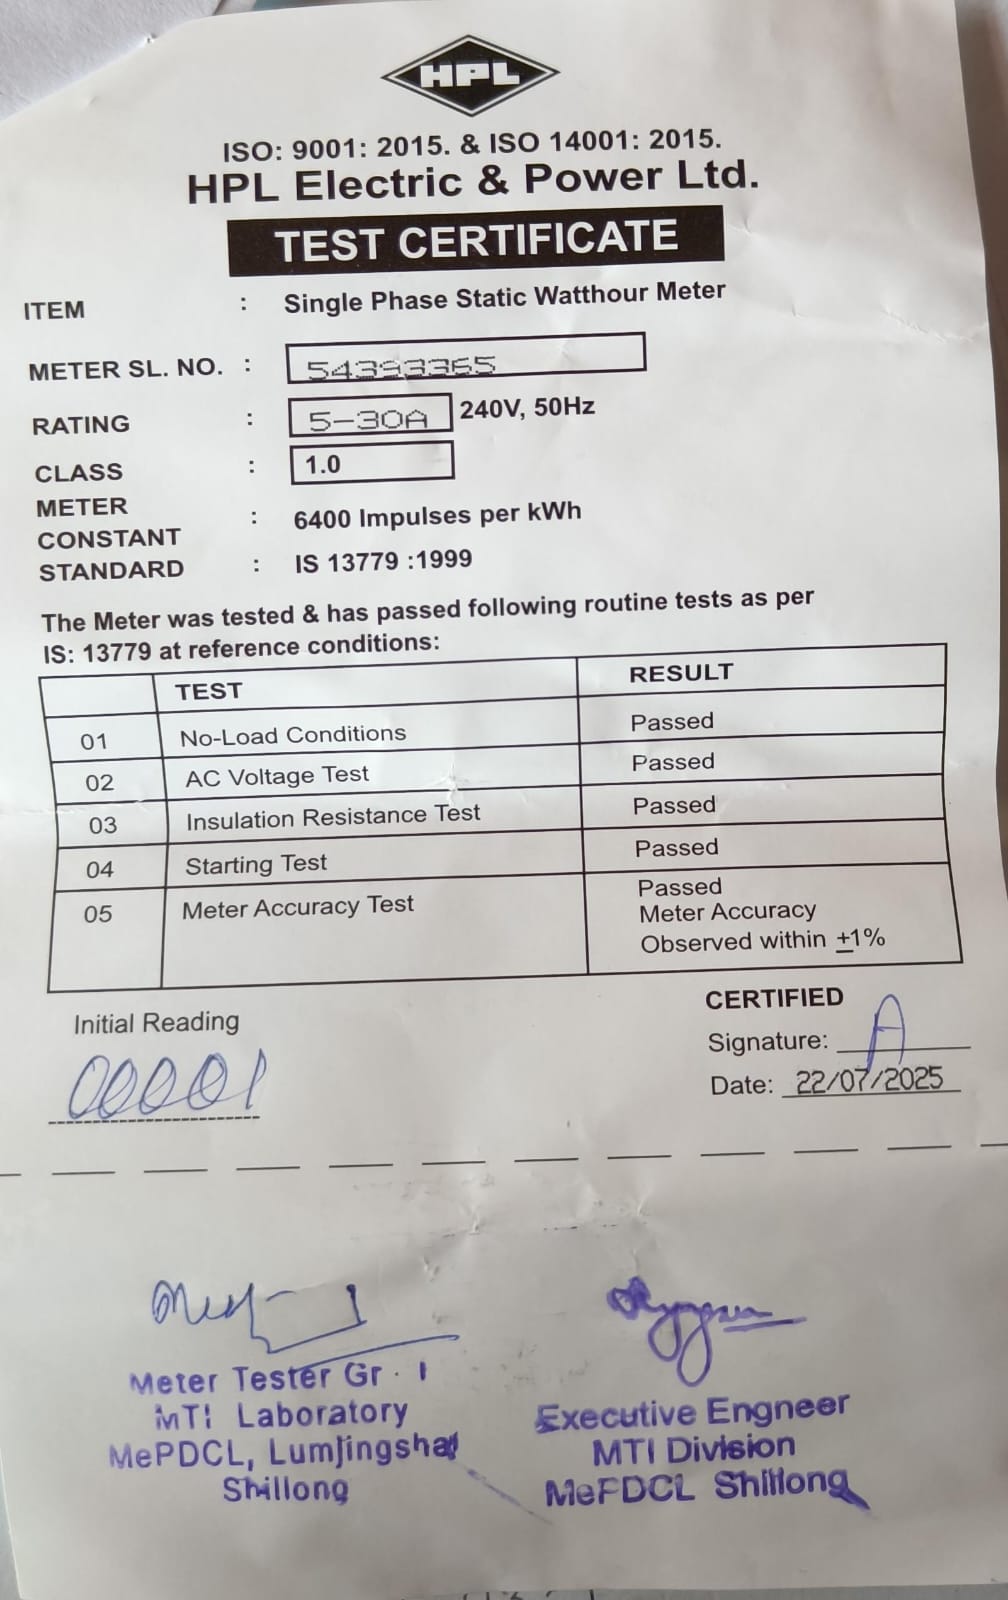 HPL
ISO: 9001: 2015. & ISO 14001: 2015.
HPL Electric & Power Ltd.
TEST CERTIFICATE
ITEM : Single Phase Static Watthour Meter
METER SL. NO. : 54393365
RATING : 5-30A 240V, 50Hz
CLASS : 1.0
METER
CONSTANT : 6400 Impulses per kWh
STANDARD : IS 13779 :1999
The Meter was tested & has passed following routine tests as per
IS: 13779 at reference conditions:
TEST RESULT
01 No-Load Conditions Passed
02 AC Voltage Test Passed
03 Insulation Resistance Test Passed
04 Starting Test Passed
05 Meter Accuracy Test Passed
Meter Accuracy
Observed within ±1%
Initial Reading
00001
CERTIFIED
Signature: A
Date: 22/07/2025
Meter Tester Gr. I
MTI Laboratory
MePDCL, Lumjingshai
Shillong
Executive Engneer
MTI Division
MePDCL Shillong